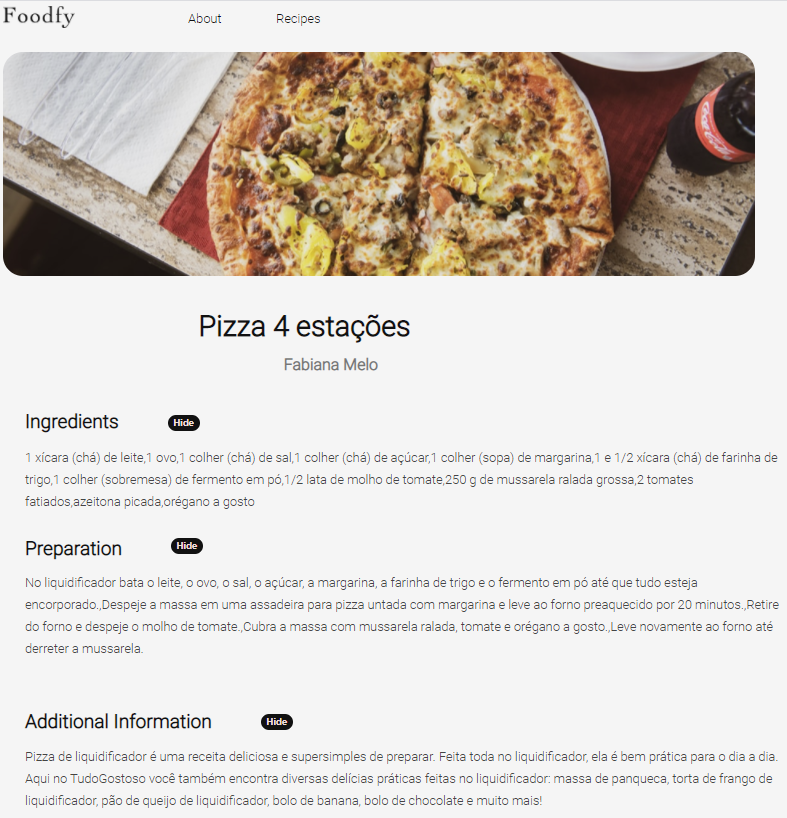 Foodfy About Recipes
Coca-Cola
Pizza 4 estações
Fabiana Melo
Ingredients Hide
1 xícara (chá) de leite,1 ovo,1 colher (chá) de sal,1 colher (chá) de açúcar,1 colher (sopa) de margarina,1 e 1/2 xícara (chá) de farinha de
trigo,1 colher (sobremesa) de fermento em pó,1/2 lata de molho de tomate,250 g de mussarela ralada grossa,2 tomates
fatiados,azeitona picada,orégano a gosto
Preparation Hide
No liquidificador bata o leite, o ovo, o sal, o açúcar, a margarina, a farinha de trigo e o fermento em pó até que tudo esteja
encorporado.,Despeje a massa em uma assadeira para pizza untada com margarina e leve ao forno preaquecido por 20 minutos.,Retire
do forno e despeje o molho de tomate.,Cubra a massa com mussarela ralada, tomate e orégano a gosto.,Leve novamente ao forno até
derreter a mussarela.
Additional Information Hide
Pizza de liquidificador é uma receita deliciosa e supersimples de preparar. Feita toda no liquidificador, ela é bem prática para o dia a dia.
Aqui no TudoGostoso você também encontra diversas delícias práticas feitas no liquidificador: massa de panqueca, torta de frango de
liquidificador, pão de queijo de liquidificador, bolo de banana, bolo de chocolate e muito mais!